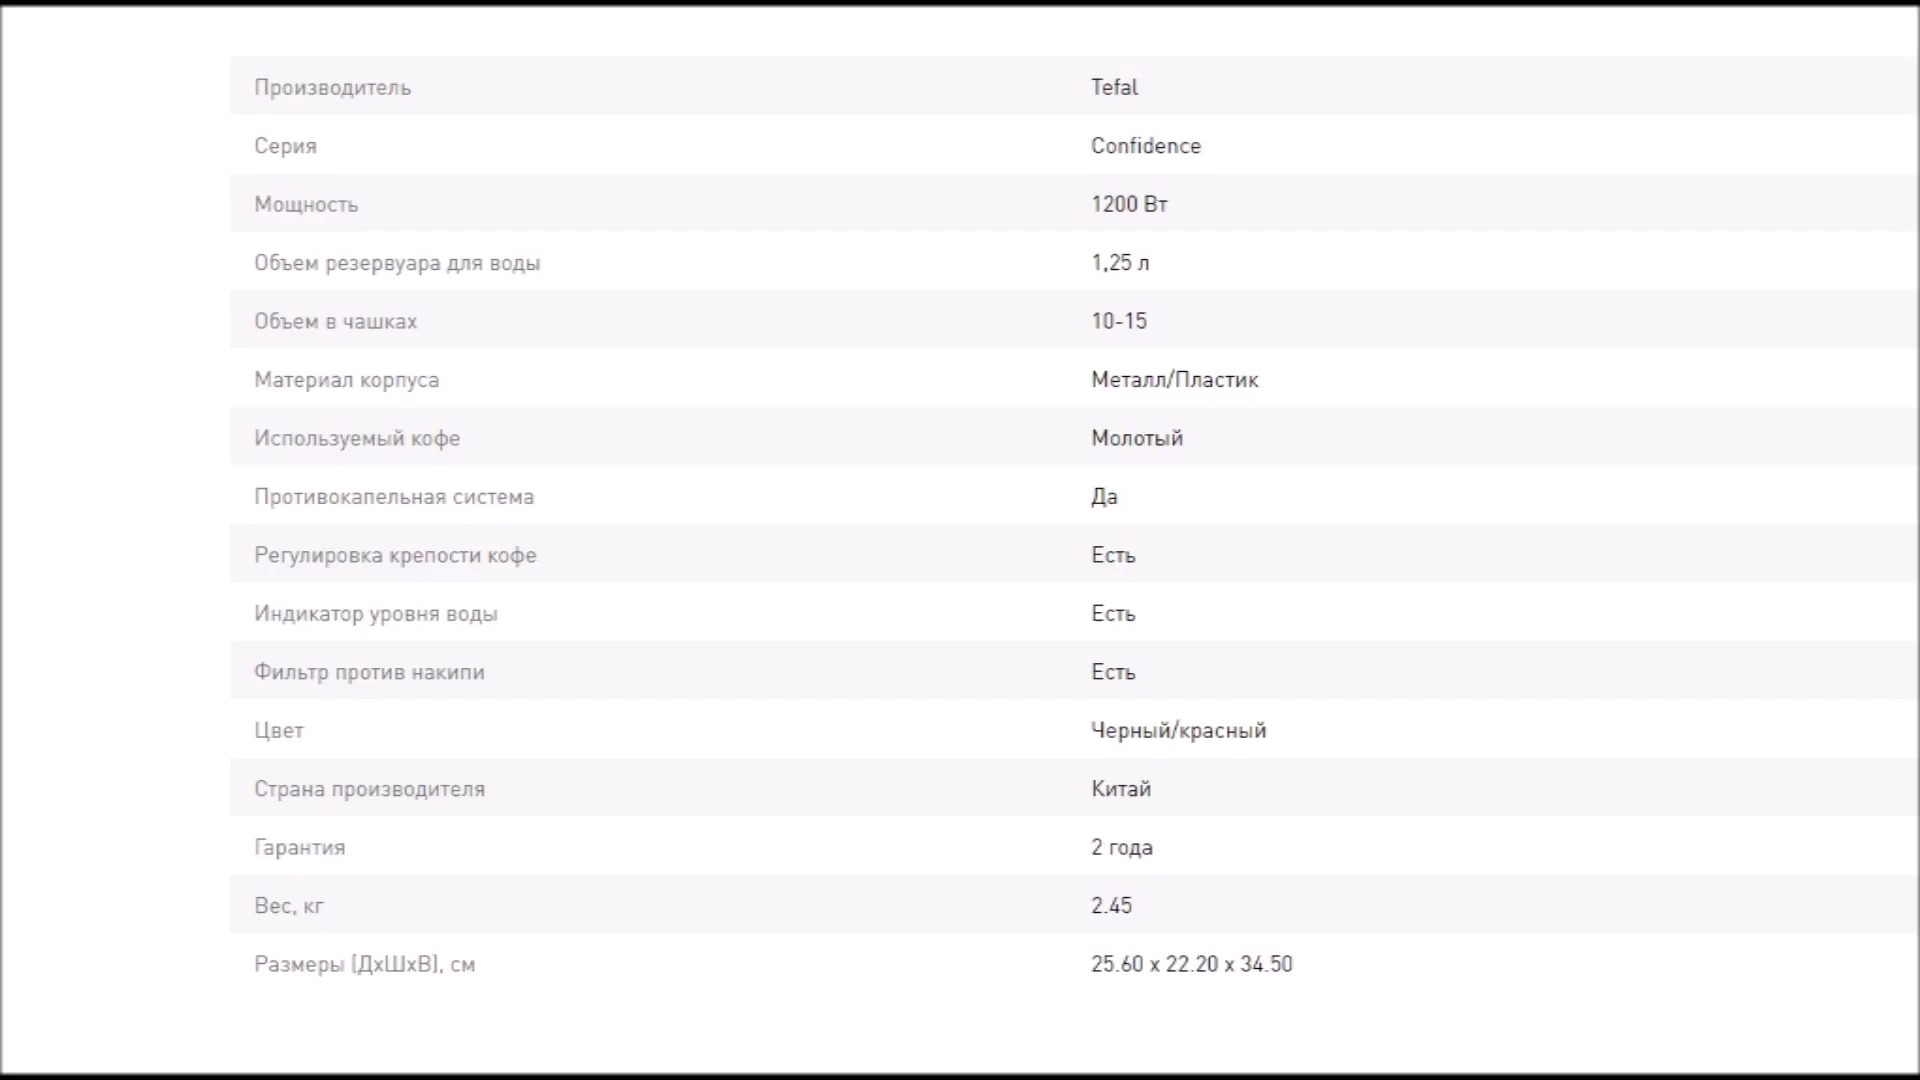 Производитель Tefal
Серия Confidence
Мощность 1200 Вт
Объем резервуара для воды 1,25 л
Объем в чашках 10-15
Материал корпуса Металл/Пластик
Используемый кофе Молотый
Противокапельная система Да
Регулировка крепости кофе Есть
Индикатор уровня воды Есть
Фильтр против накипи Есть
Цвет Черный/красный
Страна производителя Китай
Гарантия 2 года
Вес, кг 2.45
Размеры (ДхШхВ), см 25.60 x 22.20 x 34.50